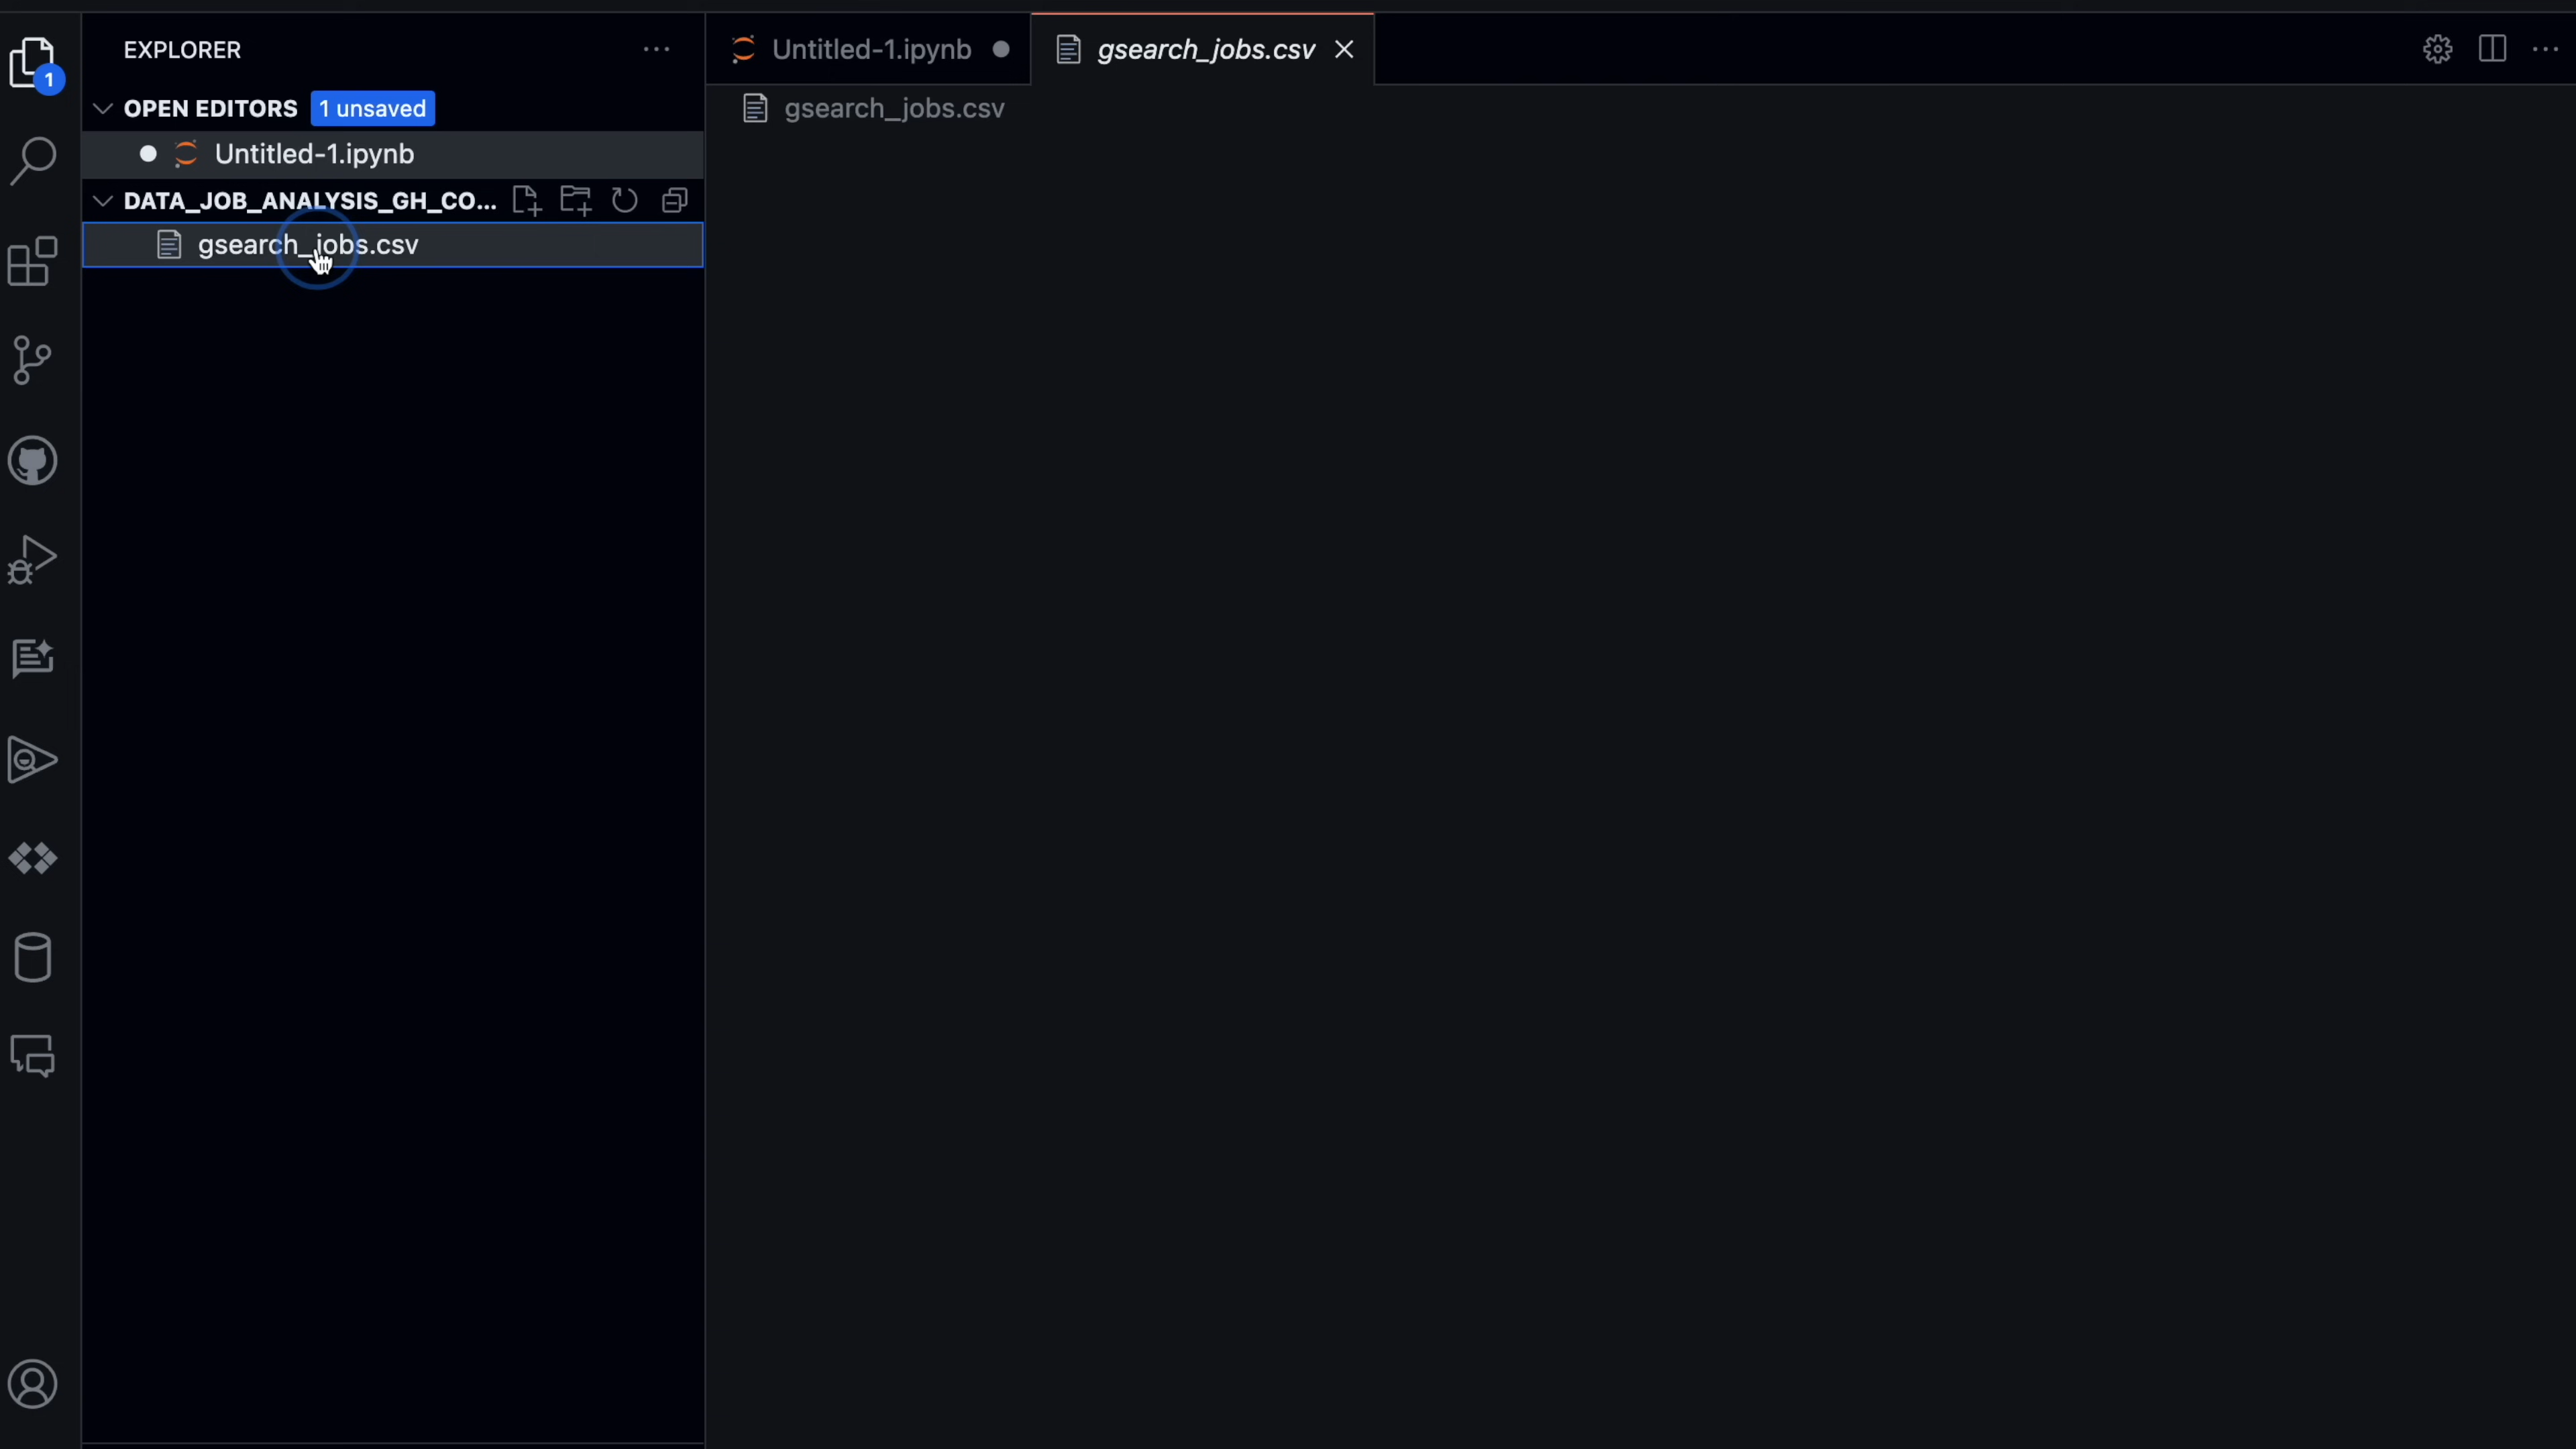 EXPLORER
1
OPEN EDITORS 1 unsaved
Untitled-1.ipynb
DATA_JOB_ANALYSIS_GH_CO...
gsearch_jobs.csv
Untitled-1.ipynb
gsearch_jobs.csv
gsearch_jobs.csv